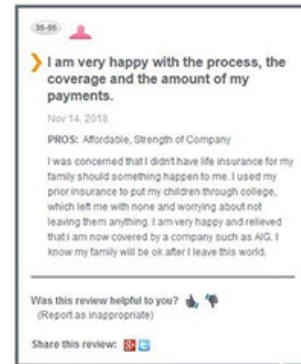 35-55
I am very happy with the process, the
coverage and the amount of my
payments.
Nov 14, 2018
PROS: Affordable, Strength of Company
I was concerned that I didn't have life insurance for my
family should something happen to me. I used my
prior insurance to put my children through college,
which left me with none and worrying about not
leaving them anything. I am very happy and relieved
that i am now covered by a company such as AIG. I
know my family will be ok after I leave this world.
Was this review helpful to you?
(Report as inappropriate)
Share this review: